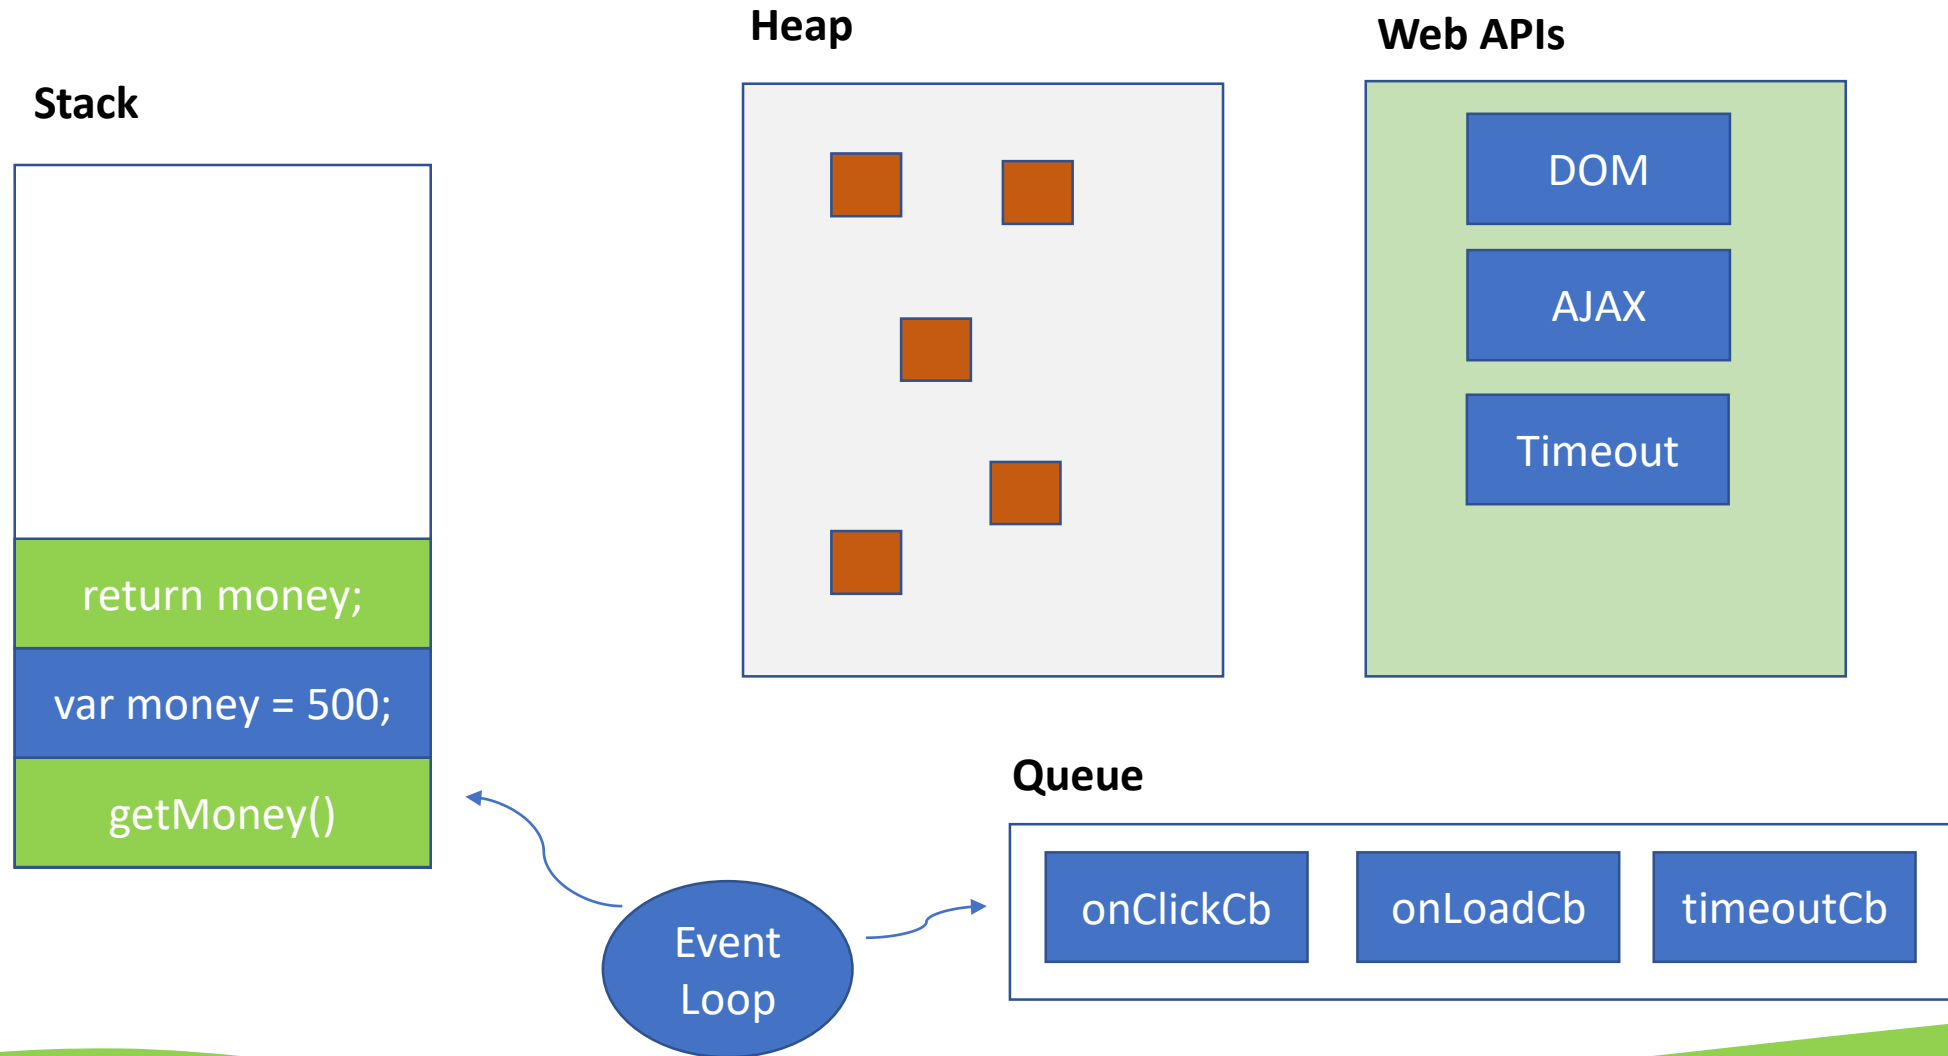 Heap
Web APIs
Stack
DOM
AJAX
Timeout
return money;
var money = 500;
getMoney()
Queue
onClickCb
onLoadCb
timeoutCb
Event
Loop